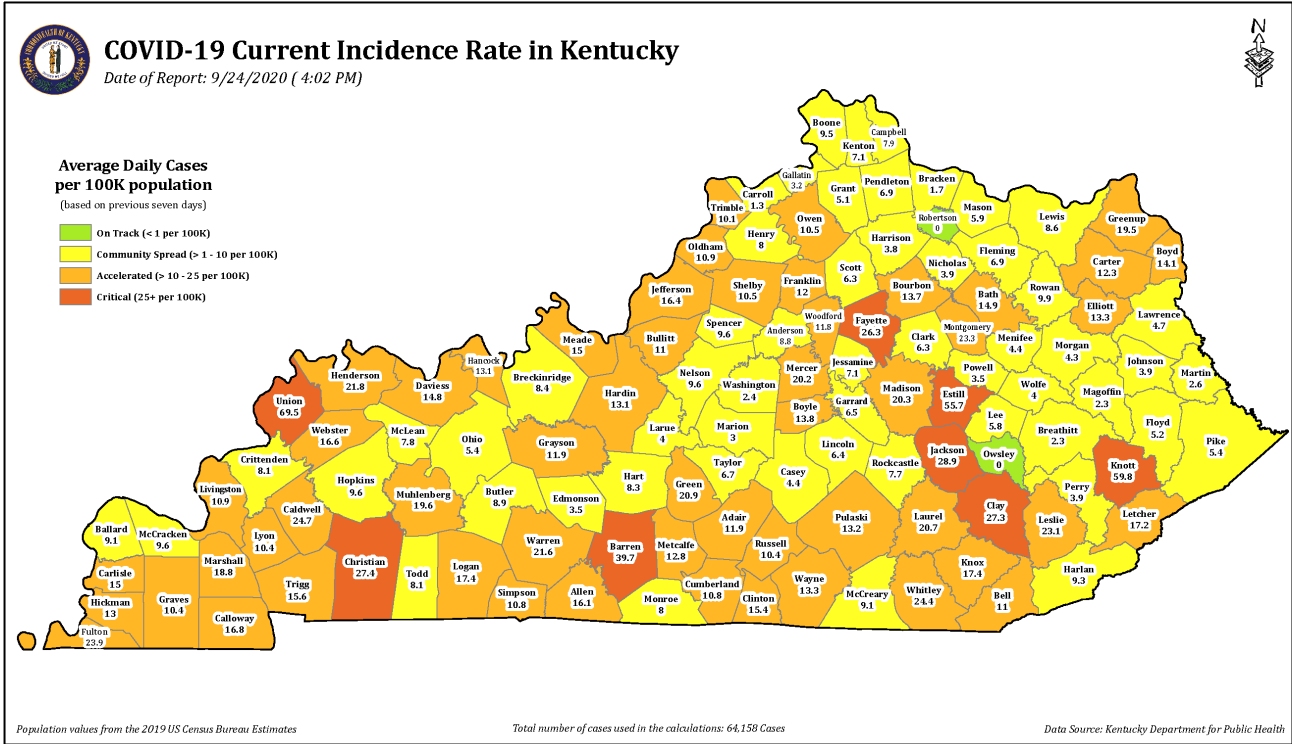 COVID-19 Current Incidence Rate in Kentucky
Date of Report: 9/24/2020 ( 4:02 PM)
N
Average Daily Cases
per 100K population
(based on previous seven days)
On Track (< 1 per 100K)
Community Spread (> 1 - 10 per 100K)
Accelerated (> 10 - 25 per 100K)
Critical (25+ per 100K)
Boone
9.5
Kenton
7.1
Campbell
7.9
Gallatin
3.2
Carroll
1.3
Trimble
10.1
Grant
5.1
Pendleton
6.9
Bracken
1.7
Mason
5.9
Robertson
0
Lewis
8.6
Greenup
19.5
Owen
10.5
Henry
8
Oldham
10.9
Harrison
3.8
Fleming
6.9
Nicholas
3.9
Carter
12.3
Boyd
14.1
Scott
6.3
Jefferson
16.4
Shelby
10.5
Franklin
12
Bourbon
13.7
Bath
14.9
Rowan
9.9
Elliott
13.3
Lawrence
4.7
Spencer
9.6
Anderson
8.8
Woodford
11.8
Fayette
26.3
Clark
6.3
Montgomery
23.3
Menifee
4.4
Morgan
4.3
Meade
15
Bullitt
11
Johnson
3.9
Martin
2.6
Hancock
13.1
Henderson
21.8
Daviess
14.8
Breckinridge
8.4
Hardin
13.1
Nelson
9.6
Washington
2.4
Mercer
20.2
Jessamine
7.1
Madison
20.3
Powell
3.5
Estill
55.7
Wolfe
4
Magoffin
2.3
Union
69.5
Webster
16.6
McLean
7.8
Ohio
5.4
Grayson
11.9
Larue
4
Marion
3
Boyle
13.8
Garrard
6.5
Lee
5.8
Breathitt
2.3
Floyd
5.2
Pike
5.4
Lincoln
6.4
Rockcastle
7.7
Jackson
28.9
Owsley
0
Knott
59.8
Crittenden
8.1
Hopkins
9.6
Livingston
10.9
Caldwell
24.7
Muhlenberg
19.6
Butler
8.9
Edmonson
3.5
Hart
8.3
Green
20.9
Taylor
6.7
Casey
4.4
Perry
3.9
Clay
27.3
Leslie
23.1
Letcher
17.2
Ballard
9.1
McCracken
9.6
Lyon
10.4
Warren
21.6
Barren
39.7
Metcalfe
12.8
Adair
11.9
Russell
10.4
Pulaski
13.2
Laurel
20.7
Carlisle
15
Marshall
18.8
Trigg
15.6
Christian
27.4
Todd
8.1
Logan
17.4
Simpson
10.8
Allen
16.1
Monroe
8
Cumberland
10.8
Clinton
15.4
Wayne
13.3
McCreary
9.1
Whitley
24.4
Knox
17.4
Bell
11
Harlan
9.3
Hickman
13
Graves
10.4
Calloway
16.8
Fulton
23.9
Population values from the 2019 US Census Bureau Estimates
Total number of cases used in the calculations: 64,158 Cases
Data Source: Kentucky Department for Public Health